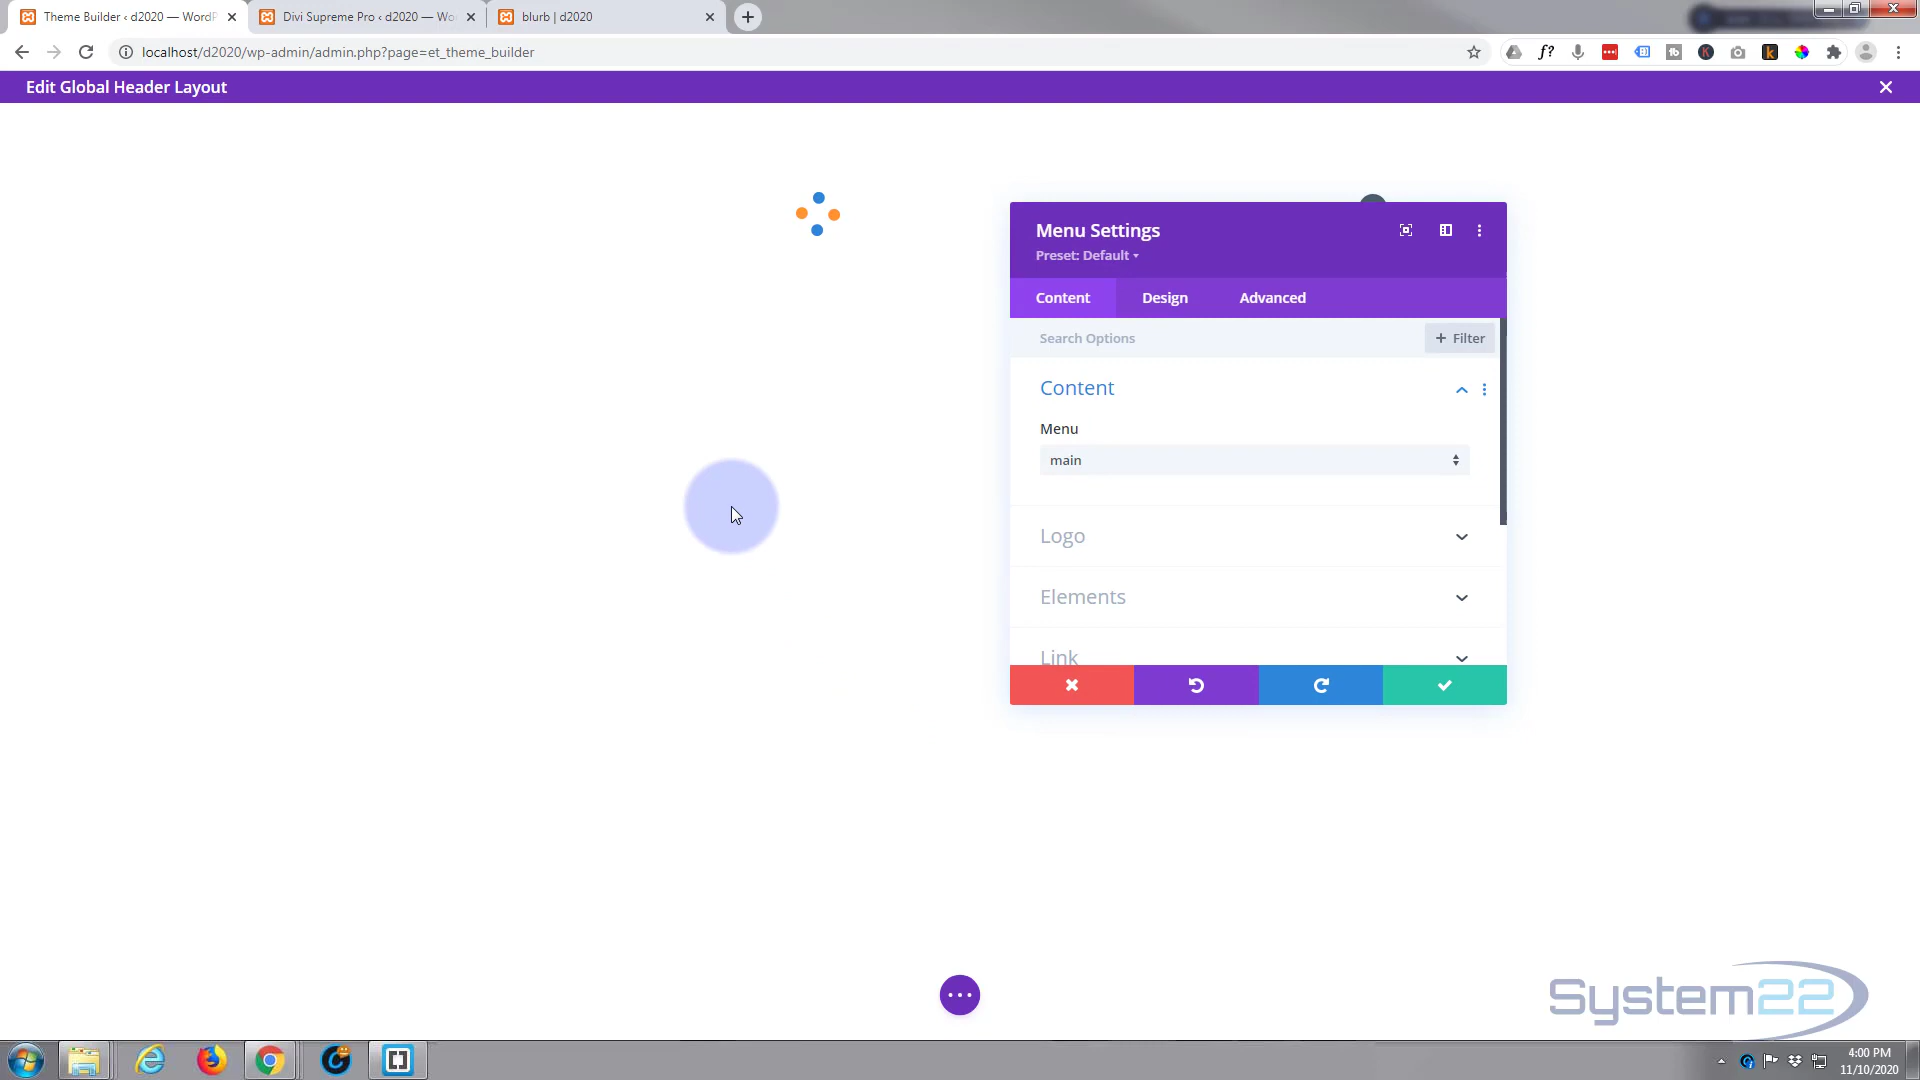 Theme Builder ‹ d2020 — WordP
Divi Supreme Pro ‹ d2020 — Wo
blurb | d2020
localhost/d2020/wp-admin/admin.php?page=et_theme_builder
Edit Global Header Layout
Menu Settings
Preset: Default
Content
Design
Advanced
Search Options
+ Filter
Content
Menu
main
Logo
Elements
Link
System22
4:00 PM
11/10/2020